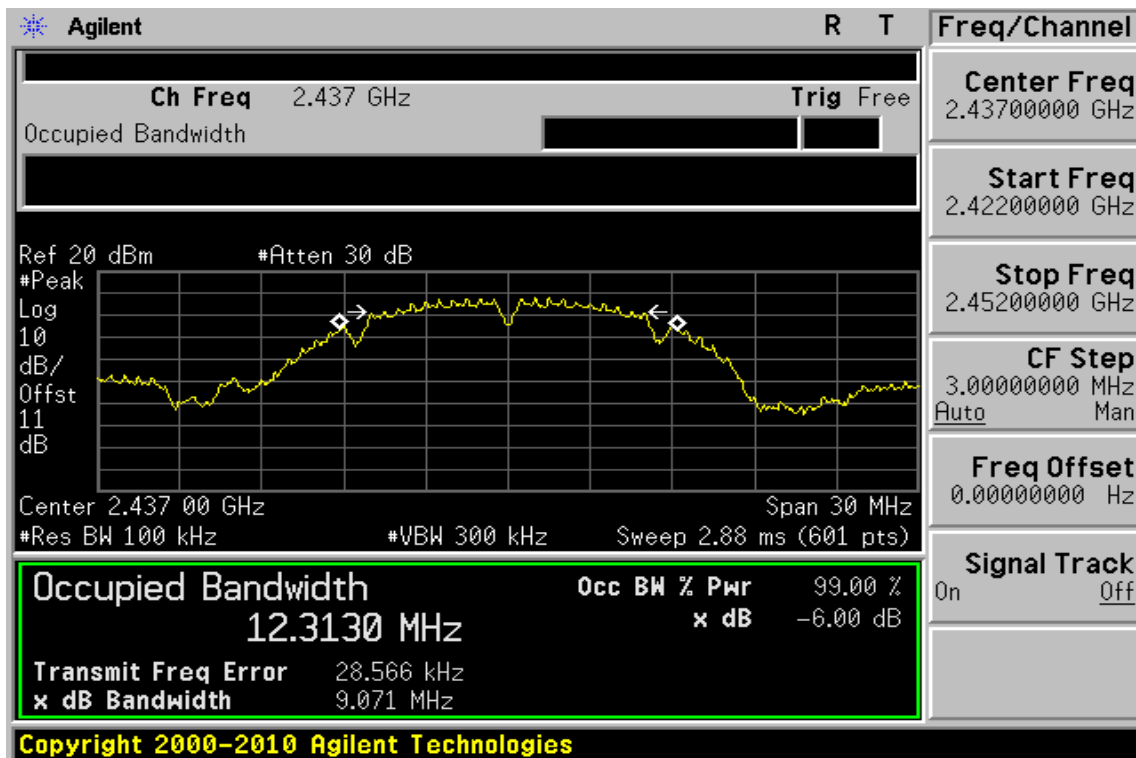 Agilent R T
Ch Freq 2.437 GHz Trig Free
Occupied Bandwidth
Ref 20 dBm #Atten 30 dB
#Peak
Log
10
dB/
Offst
11
dB
Center 2.437 00 GHz Span 30 MHz
#Res BW 100 kHz #VBW 300 kHz Sweep 2.88 ms (601 pts)
Occupied Bandwidth
12.3130 MHz
Occ BW % Pwr 99.00 %
x dB -6.00 dB
Transmit Freq Error 28.566 kHz
x dB Bandwidth 9.071 MHz
Copyright 2000-2010 Agilent Technologies
Freq/Channel
Center Freq
2.43700000 GHz
Start Freq
2.42200000 GHz
Stop Freq
2.45200000 GHz
CF Step
3.00000000 MHz
Auto Man
Freq Offset
0.00000000 Hz
Signal Track
On Off